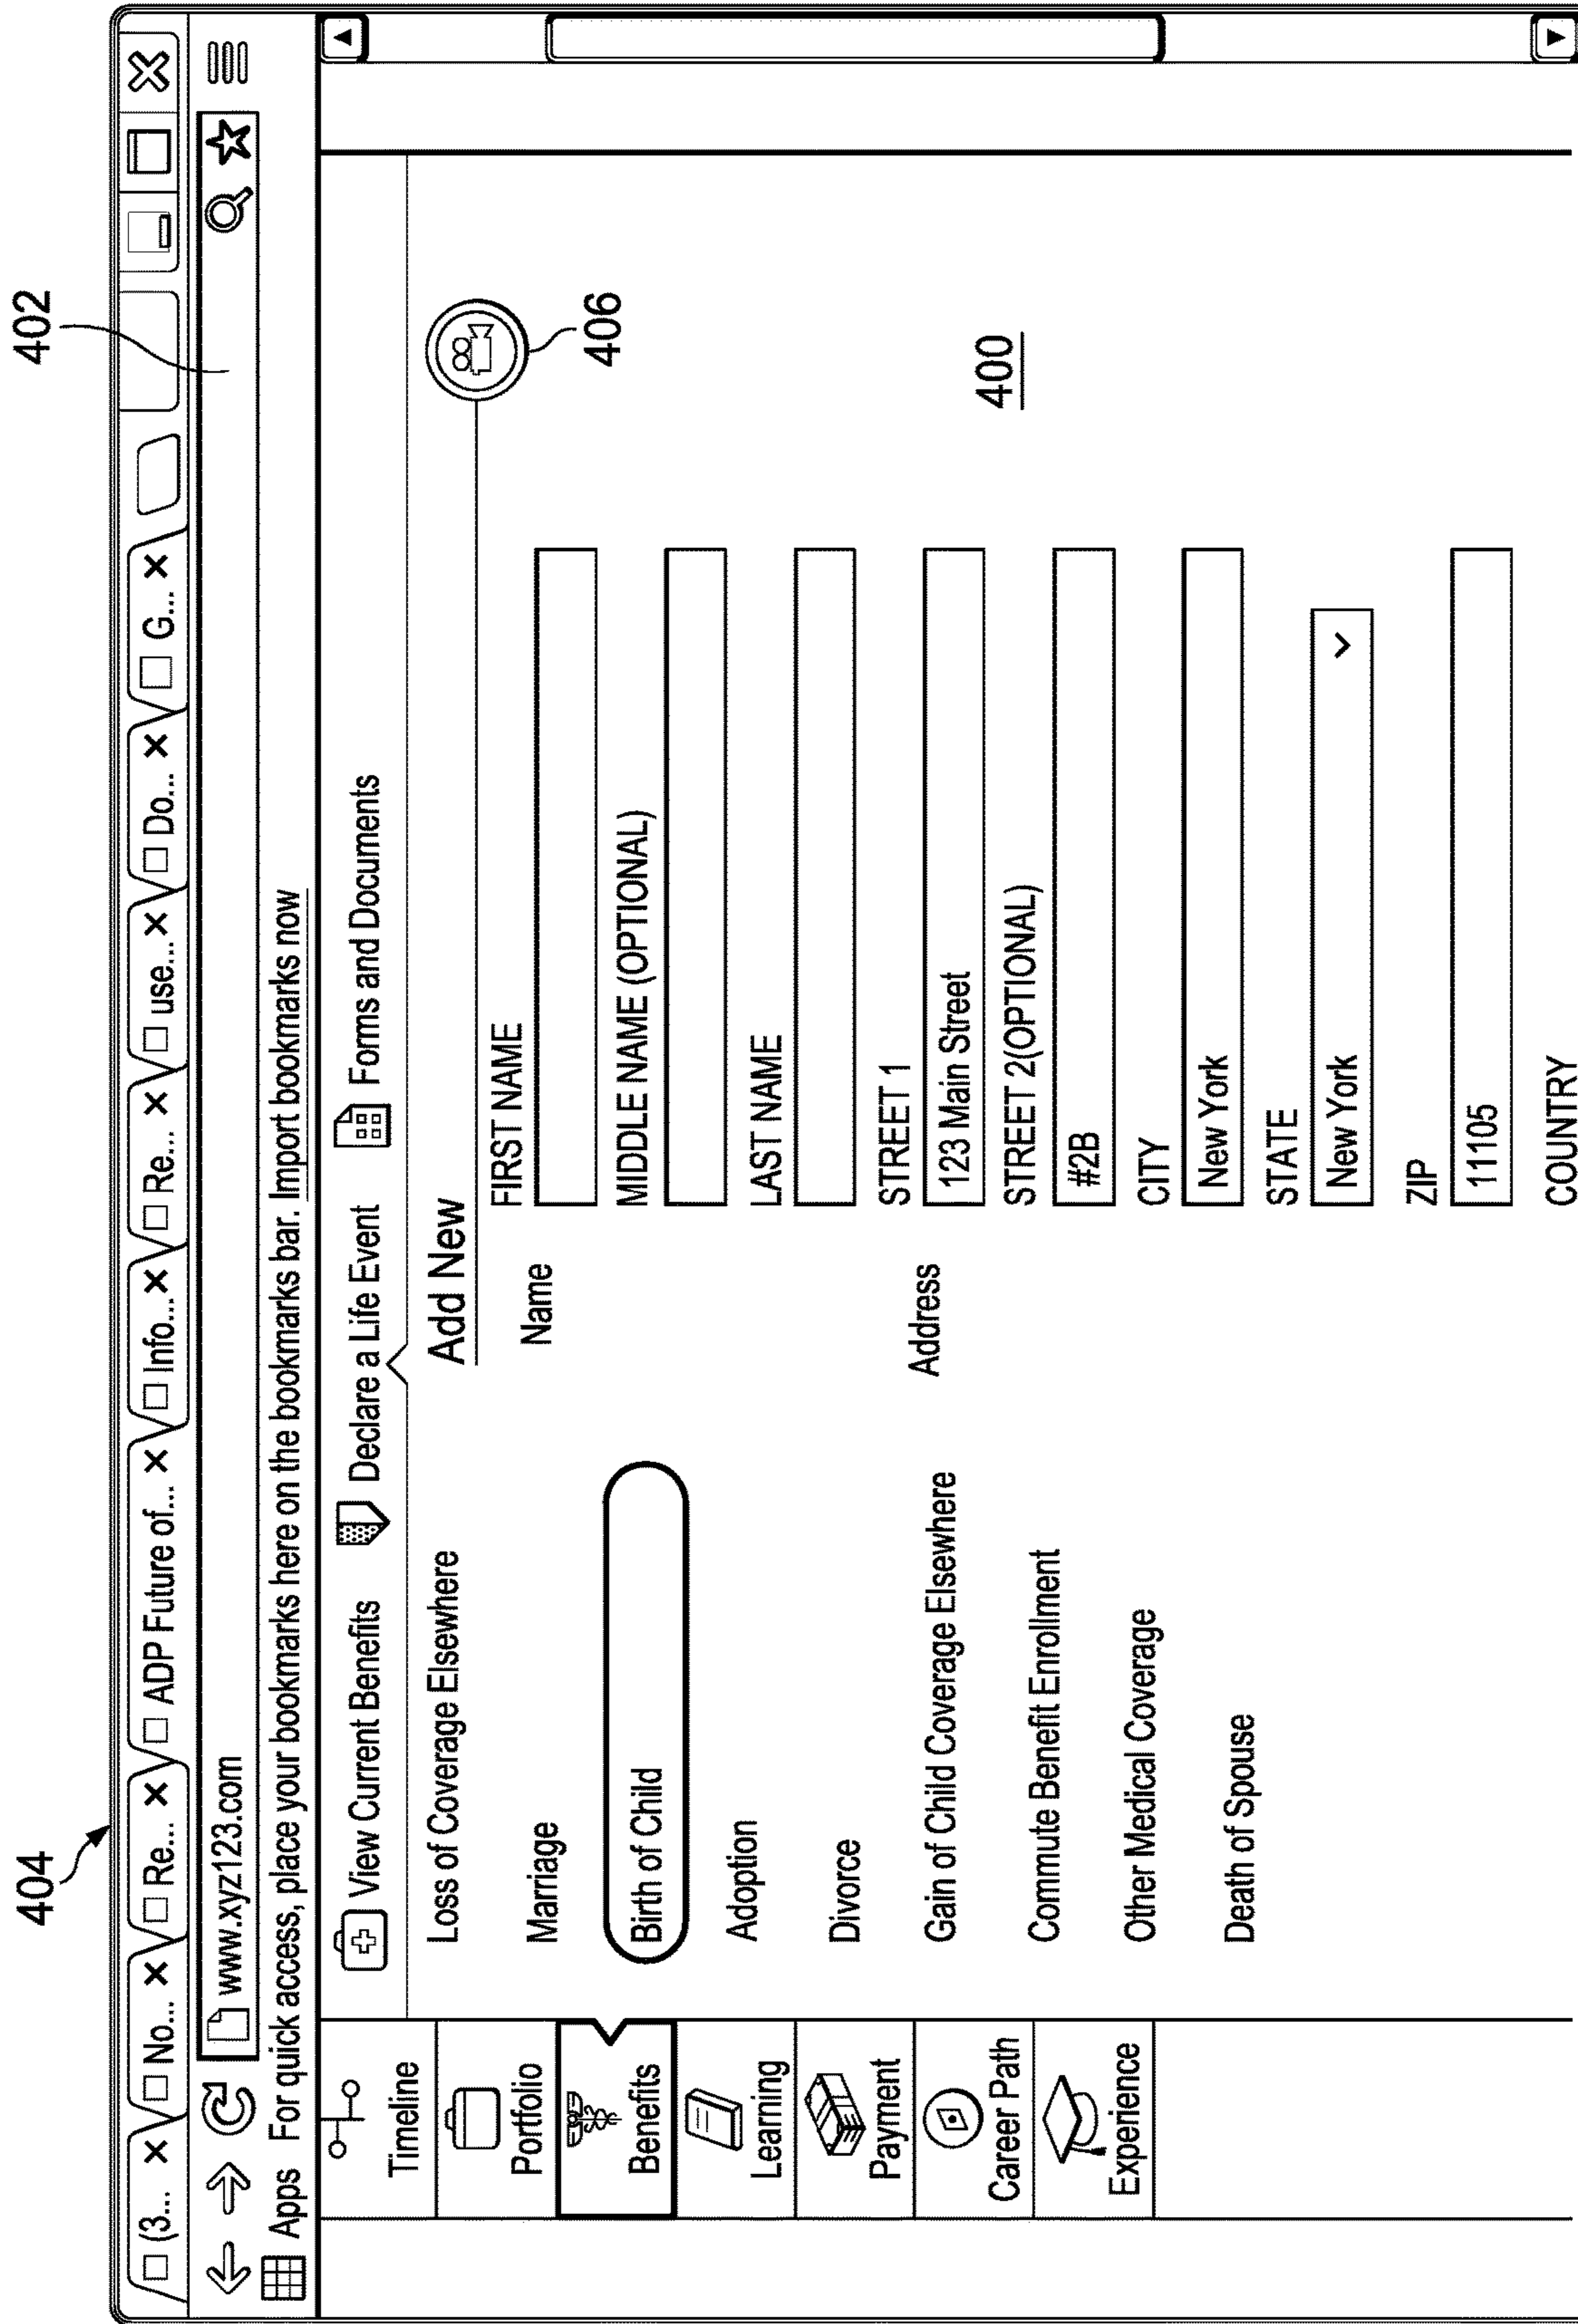 404
402
(3...
No...
Re...
ADP Future of...
Info...
Re...
use...
Do...
G...
www.xyz123.com
Apps For quick access, place your bookmarks here on the bookmarks bar. Import bookmarks now
Timeline
Portfolio
Benefits
Learning
Payment
Career Path
Experience
View Current Benefits
Declare a Life Event
Forms and Documents
Loss of Coverage Elsewhere
Marriage
Birth of Child
Adoption
Divorce
Gain of Child Coverage Elsewhere
Commute Benefit Enrollment
Other Medical Coverage
Death of Spouse
Add New
406
Name
FIRST NAME
MIDDLE NAME (OPTIONAL)
LAST NAME
Address
STREET 1
123 Main Street
STREET 2(OPTIONAL)
#2B
CITY
New York
STATE
New York
ZIP
11105
COUNTRY
400